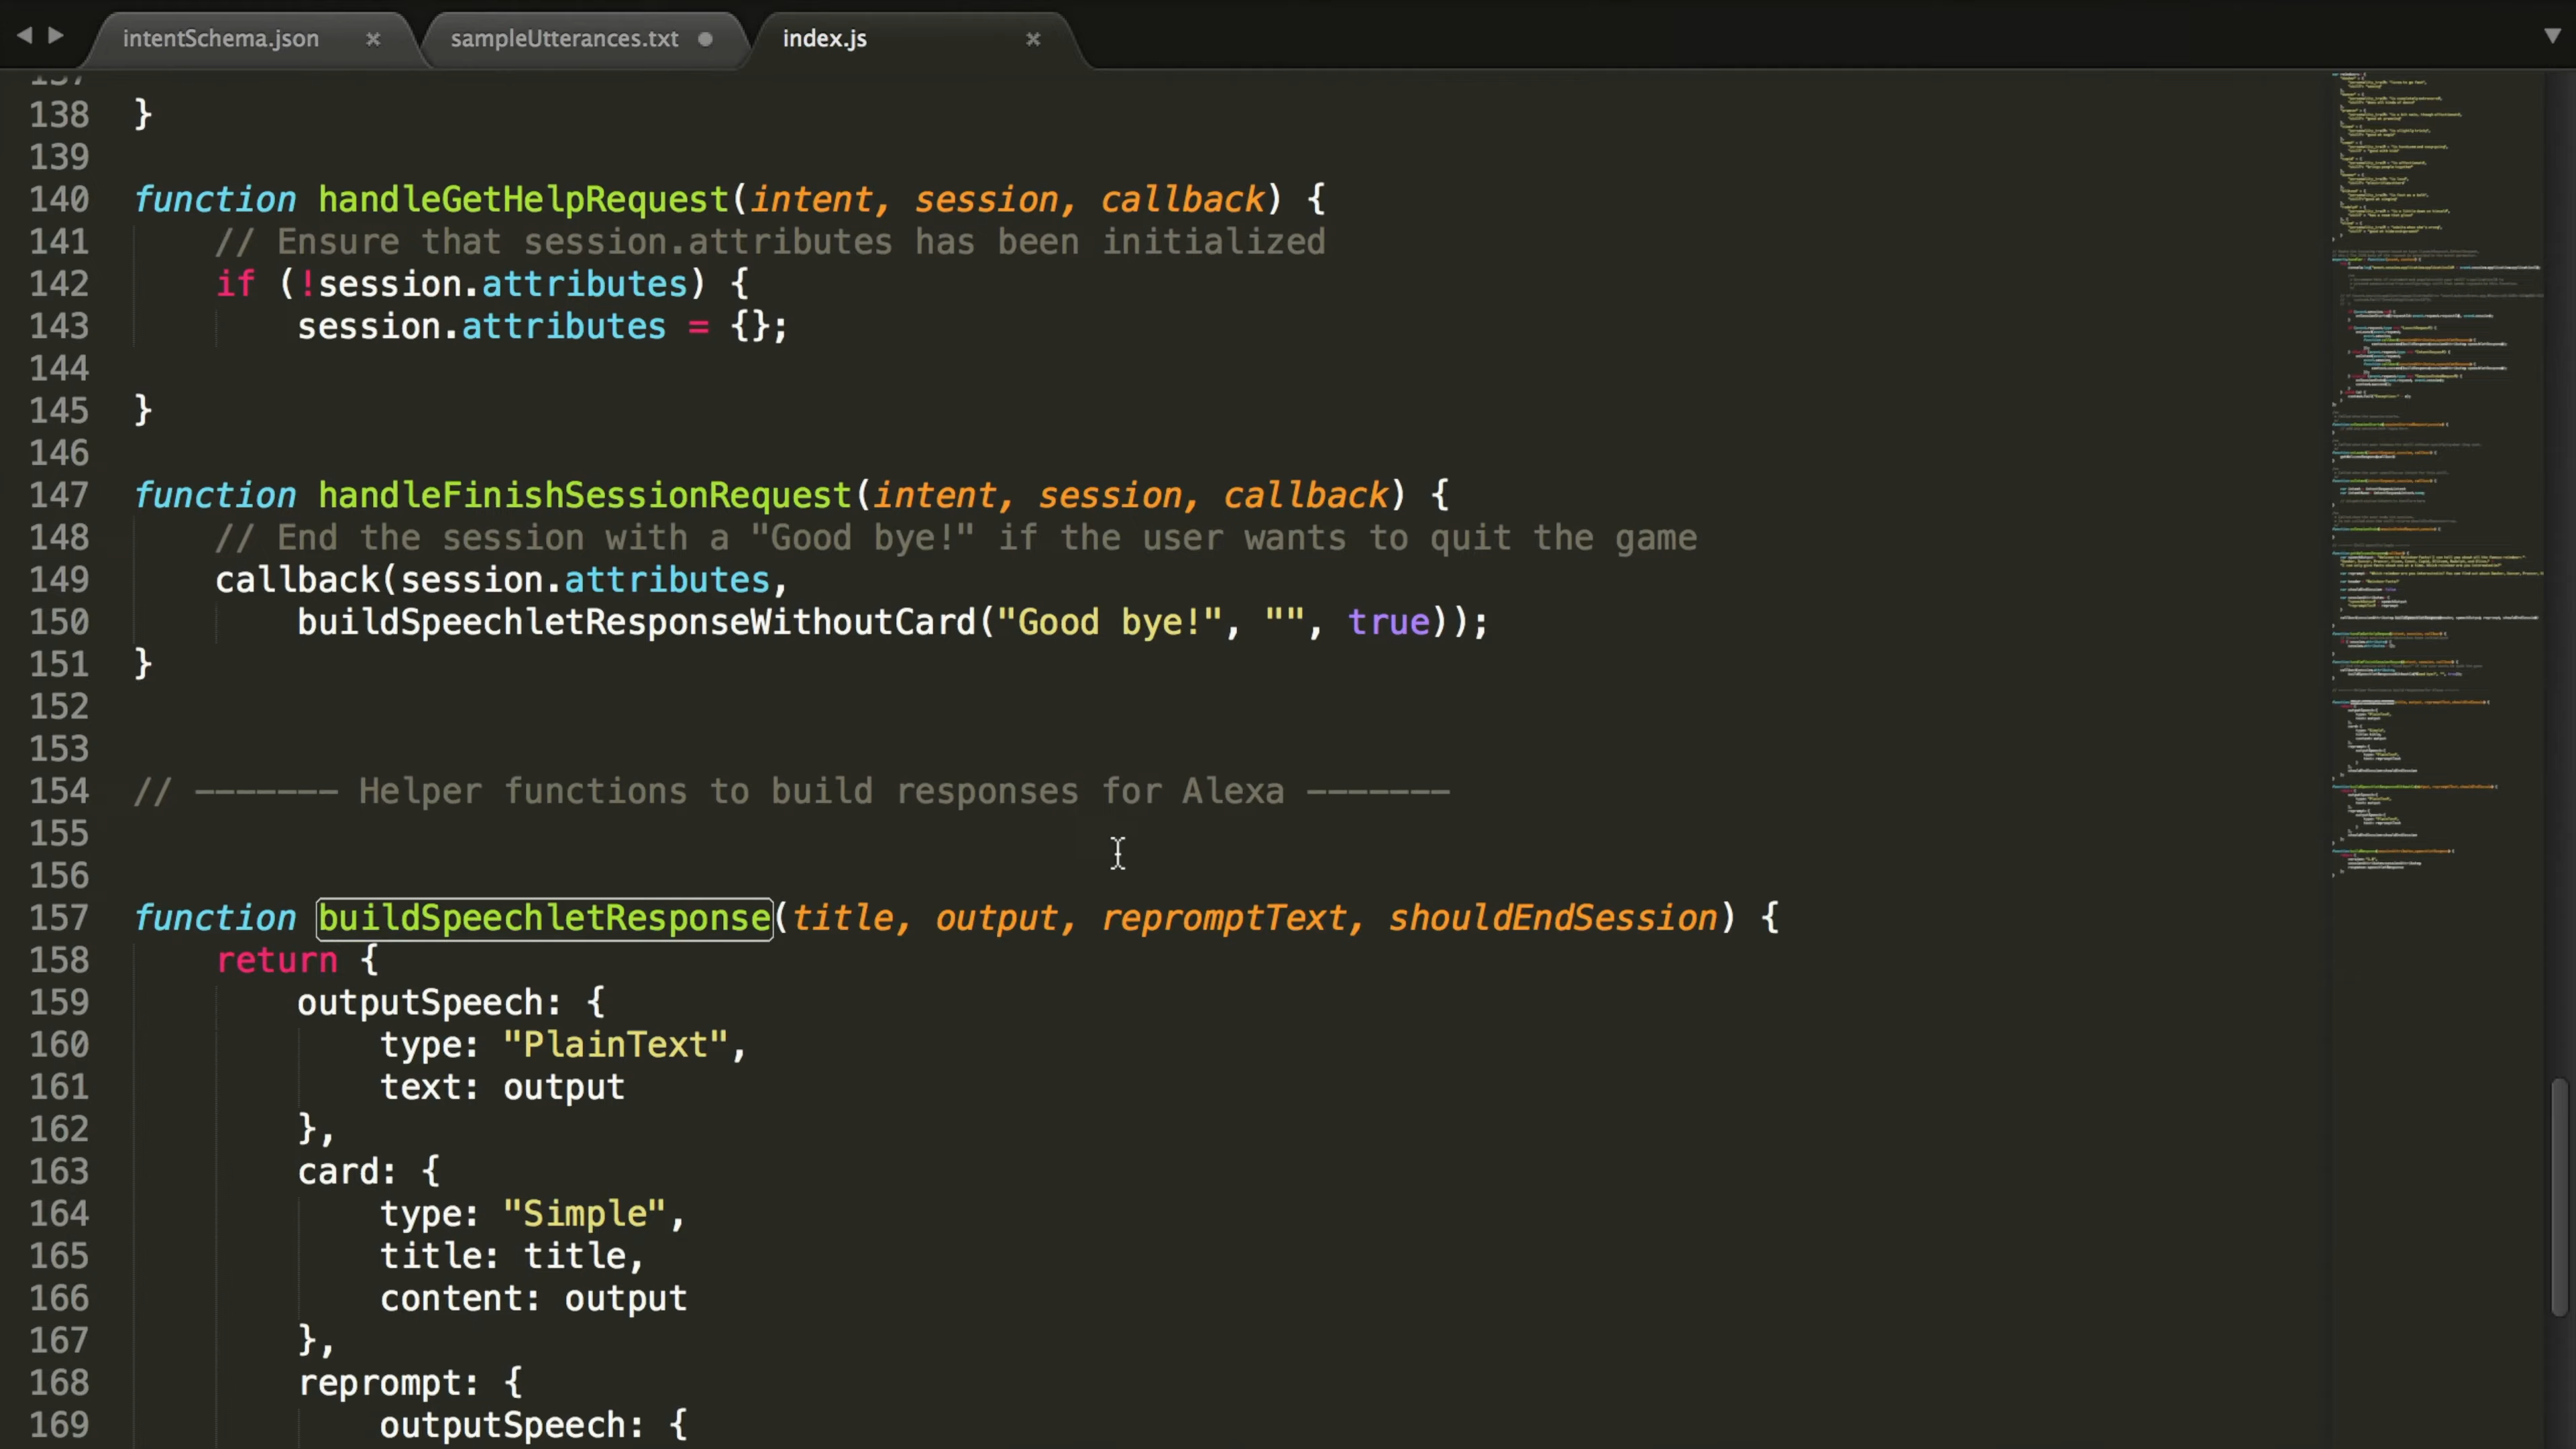 intentSchema.json
sampleUtterances.txt
index.js
138 }
139
140 function handleGetHelpRequest(intent, session, callback) {
141 // Ensure that session.attributes has been initialized
142 if (!session.attributes) {
143 session.attributes = {};
144
145 }
146
147 function handleFinishSessionRequest(intent, session, callback) {
148 // End the session with a "Good bye!" if the user wants to quit the game
149 callback(session.attributes,
150 buildSpeechletResponseWithoutCard("Good bye!", "", true));
151 }
152
153
154 // ------- Helper functions to build responses for Alexa -------
155
156
157 function buildSpeechletResponse(title, output, repromptText, shouldEndSession) {
158 return {
159 outputSpeech: {
160 type: "PlainText",
161 text: output
162 },
163 card: {
164 type: "Simple",
165 title: title,
166 content: output
167 },
168 reprompt: {
169 outputSpeech: {